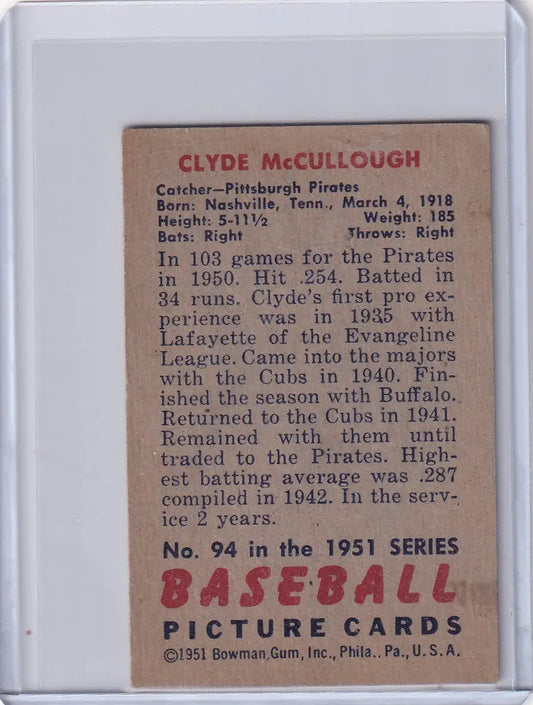 CLYDE McCULLOUGH
Catcher—Pittsburgh Pirates
Born: Nashville, Tenn., March 4, 1918
Height: 5-11½ Weight: 185
Bats: Right Throws: Right
In 103 games for the Pirates
in 1950. Hit .254. Batted in
34 runs. Clyde's first pro ex-
perience was in 1935 with
Lafayette of the Evangeline
League. Came into the majors
with the Cubs in 1940. Fin-
ished the season with Buffalo.
Returned to the Cubs in 1941.
Remained with them until
traded to the Pirates. High-
est batting average was .287
compiled in 1942. In the serv-
ice 2 years.
No. 94 in the 1951 SERIES
BASEBALL
PICTURE CARDS
©1951 Bowman Gum, Inc., Phila.. Pa., U.S.A.